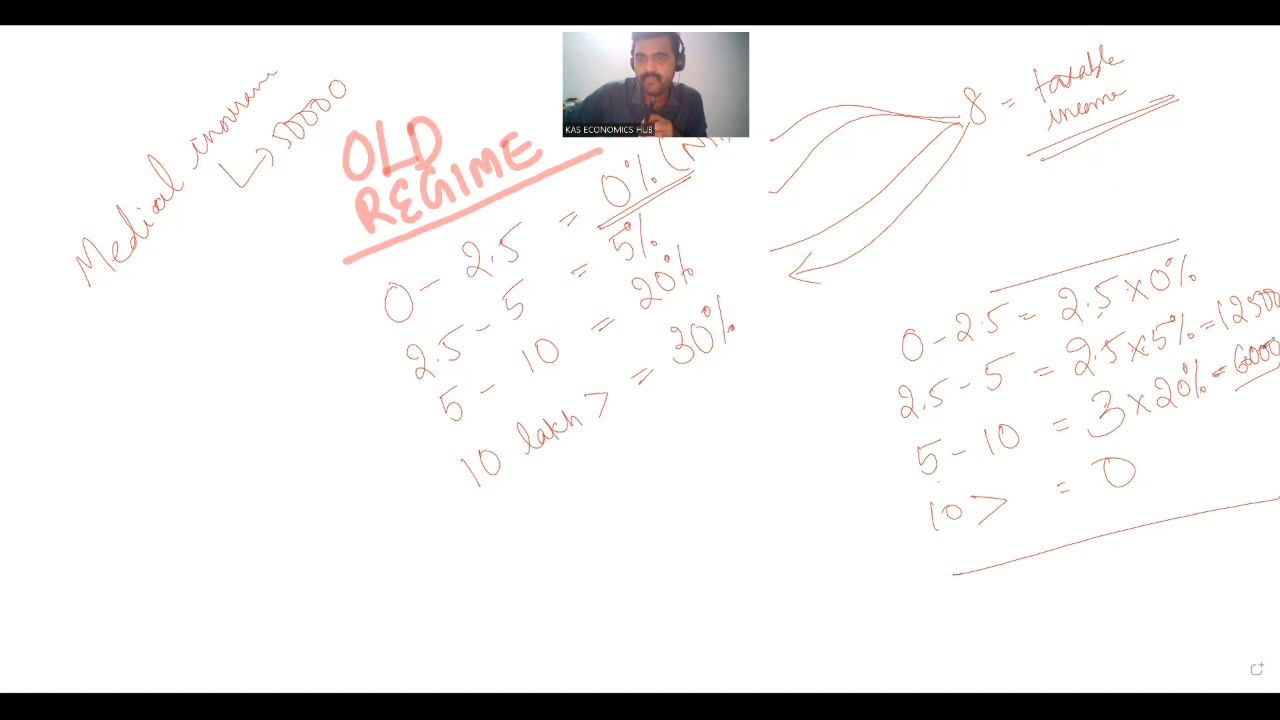 Medical
↳ 50000
KAS ECONOMICS HUB
OLD
REGIME
0 - 2.5 = 0% (
2.5 - 5 = 5%
5 - 10 = 20%
10 lakh > = 30%
8 = taxable
income
0 - 2.5 = 2.5 × 0%
2.5 - 5 = 2.5 × 5% = 12500
5 - 10 = 3 × 20% = 6000
10 > = 0